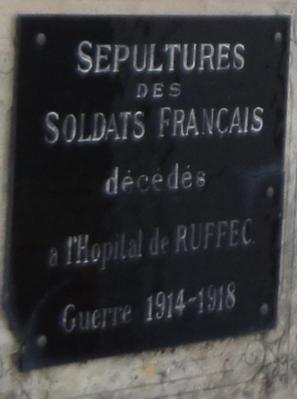 SEPULTURES
DES
SOLDATS FRANCAIS
décédés
a l'Hopital de RUFFEC.
Guerre 1914-1918